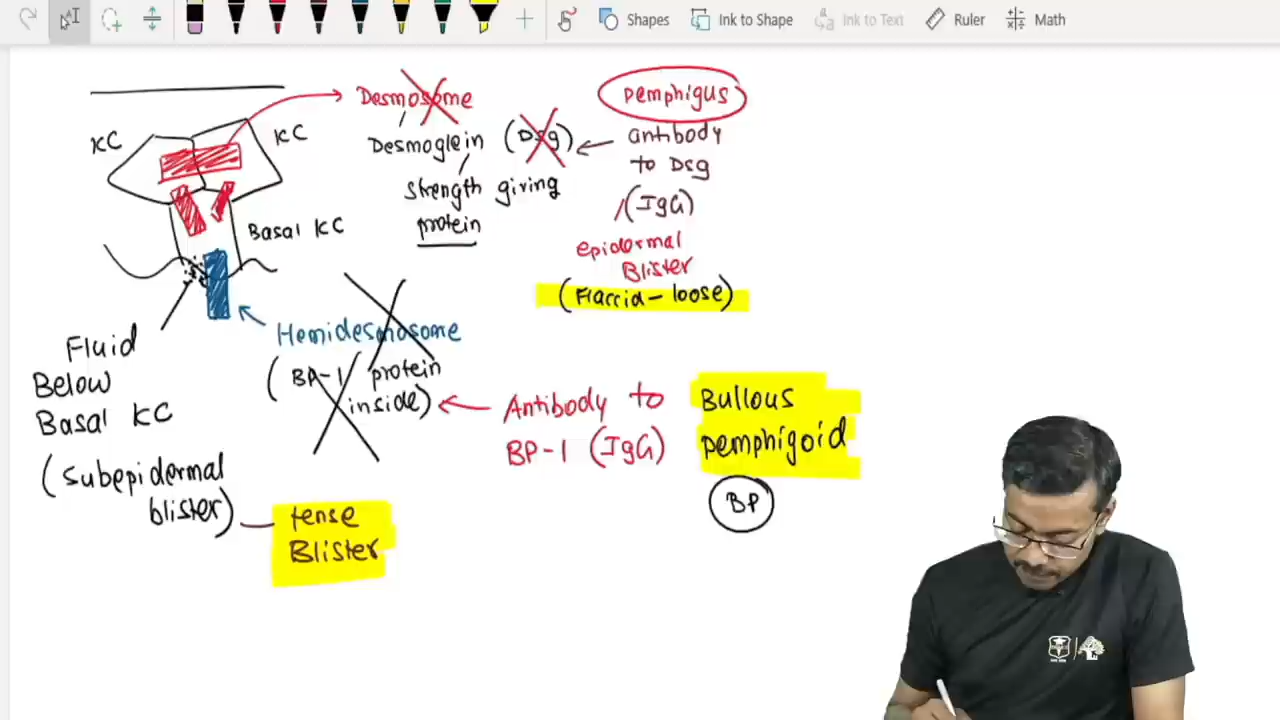 Shapes
Ink to Shape
Ink to Text
Ruler
Math
KC
KC
Desmosome
Desmoglein (Dsg)
strength giving
protein
Basal KC
Pemphigus
antibody
to Dsg
(IgG)
epidermal
Blister
(Flaccid - loose)
Hemidesmosome
(BP-1 protein
inside)
Fluid
Below
Basal KC
(Subepidermal
blister)
tense
Blister
Antibody to
BP-1 (IgG)
Bullous
pemphigoid
BP